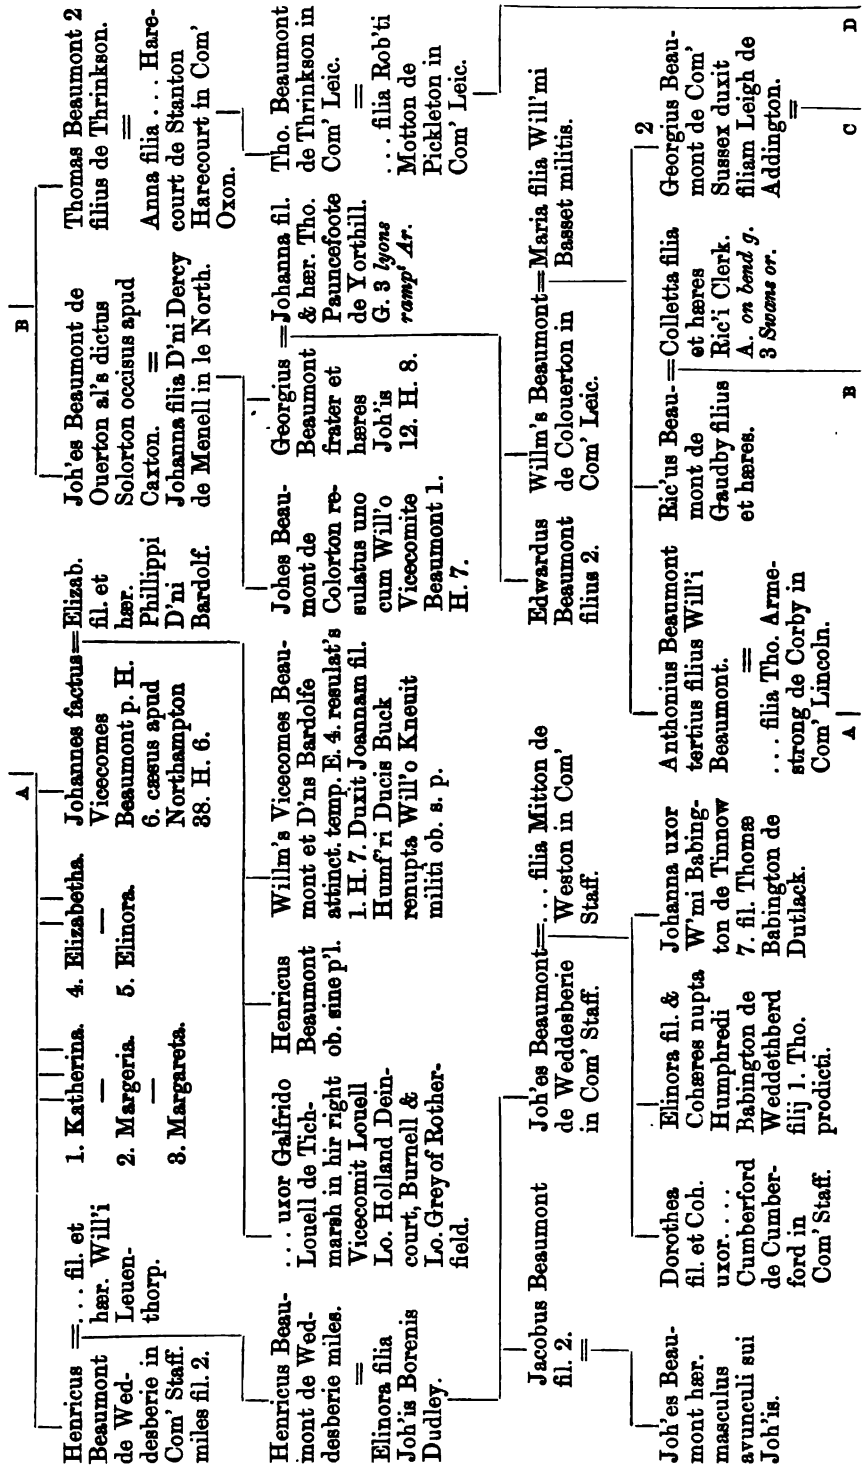 A
B
Henricus =. . . fil. et
Beaumont hær. Will'i
de Wed- Leuen-
desberie in thorp.
Com' Staff.
miles fil. 2.
1. Katherina.
—
2. Margeria.
—
3. Margareta.
4. Elizabetha.
—
5. Elinora.
Johannes factus=Elizab.
Vicecomes fil. et
Beaumont p. H. hær.
6. cæsus apud Phillippi
Northampton D'ni
38. H. 6. Bardolf.
Joh'es Beaumont de
Ouerton al's dictus
Solorton occisus apud
Caxton. =
Johanna filia D'ni Dercy
de Menell in le North.
Thomas Beaumont 2
filius de Thrinkson.
=
Anna filia . . . Hare-
court de Stanton
Harecourt in Com'
Oxon.
Henricus Beau-
mont de Wed-
desberie miles.
=
Elinora filia
Joh'is Borenis
Dudley.
. . . uxor Galfrido
Louell de Tich-
marsh in hir right
Vicecomit Louell
Lo. Holland Dein-
court, Burnell &
Lo. Grey of Rother-
field.
Henricus
Beaumont
ob. sine p'l.
Willm's Vicecomes Beau-
mont et D'ns Bardolfe
attinct. temp. E. 4. resulat's
1. H. 7. Duxit Joannam fil.
Humf'ri Ducis Buck
renupta Will'o Kneuit
militi ob. s. p.
Johes Beau-
mont de
Colorton re-
sulatus uno
cum Will'o
Vicecomite
Beaumont 1.
H. 7.
Georgius =Johanna fil.
Beaumont & hær. Tho.
frater et Pauncefoote
hæres de Yorthill.
Joh'is G. 3 lyons
12. H. 8. ramp<sup>t</sup> Ar.
Tho. Beaumont
de Thrinkson in
Com' Leic.
=
. . . filia Rob'ti
Motton de
Pickleton in
Com' Leic.
Jacobus Beaumont
fil. 2.
=
Joh'es Beaumont=. . . filia Mitton de
de Weddesberie Weston in Com'
in Com' Staff. Staff.
Edwardus
Beaumont
filius 2.
Willm's Beaumont=Maria filia Will'mi
de Colouerton in Basset militis.
Com' Leic.
Joh'es Beau-
mont hær.
masculus
avunculi sui
Joh'is.
Dorothea
fil. et Coh.
uxor. . . .
Cumberford
de Cumber-
ford in
Com' Staff.
Elinora fil. &
Cohæres nupta
Humphredi
Babington de
Weddethberd
filij 1. Tho.
prodicti.
Johanna uxor
W'mi Babing-
ton de Tinnow
7. fil. Thomæ
Babington de
Dutlack.
Anthonius Beaumont
tertius filius Will'i
Beaumont.
=
. . . filia Tho. Arme-
strong de Corby in
Com' Lincoln.
Ric'us Beau-=Colletta filia
mont de et hæres
Gaudby filius Ric'i Clerk.
et hæres. A. on bend g.
3 Swans or.
2
Georgius Beau-
mont de Com'
Sussex duxit
filiam Leigh de
Addington.
=
A
B
C
D